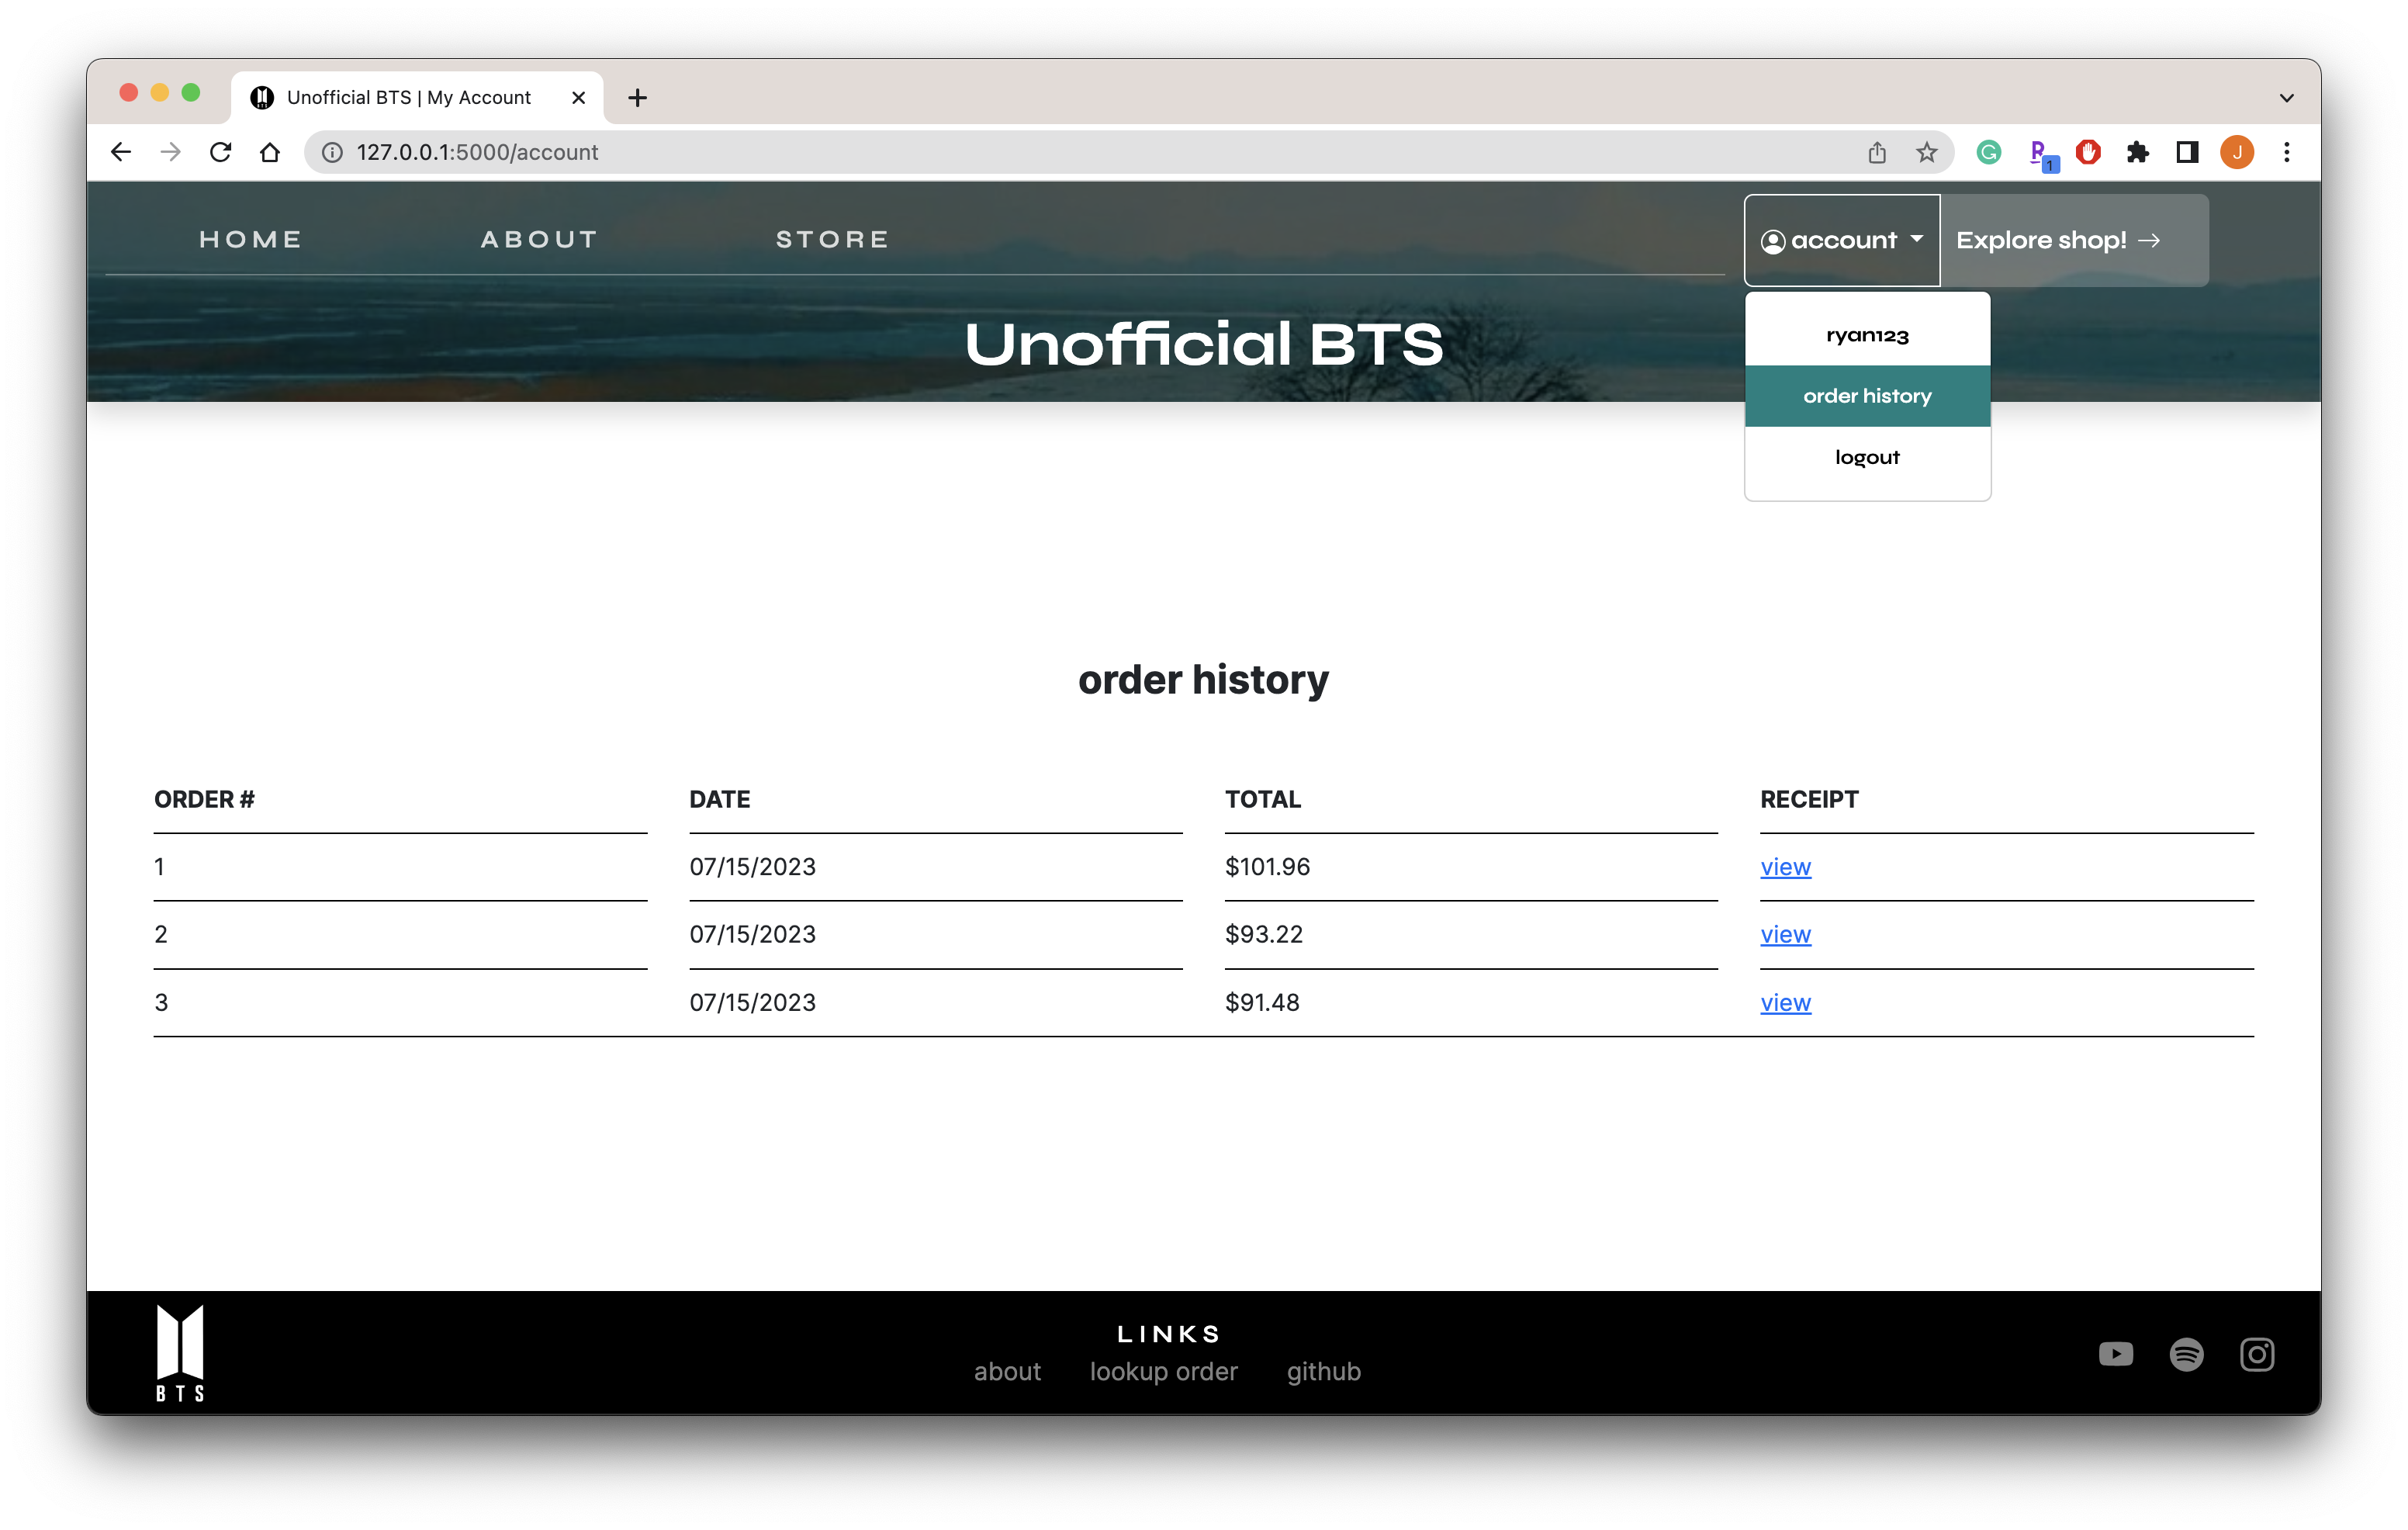 Unofficial BTS | My Account
127.0.0.1:5000/account
1
J
HOME ABOUT STORE account Explore shop! →
Unofficial BTS
ryan123
order history
logout
order history
ORDER # DATE TOTAL RECEIPT
1 07/15/2023 $101.96 view
2 07/15/2023 $93.22 view
3 07/15/2023 $91.48 view
BTS
LINKS
about lookup order github